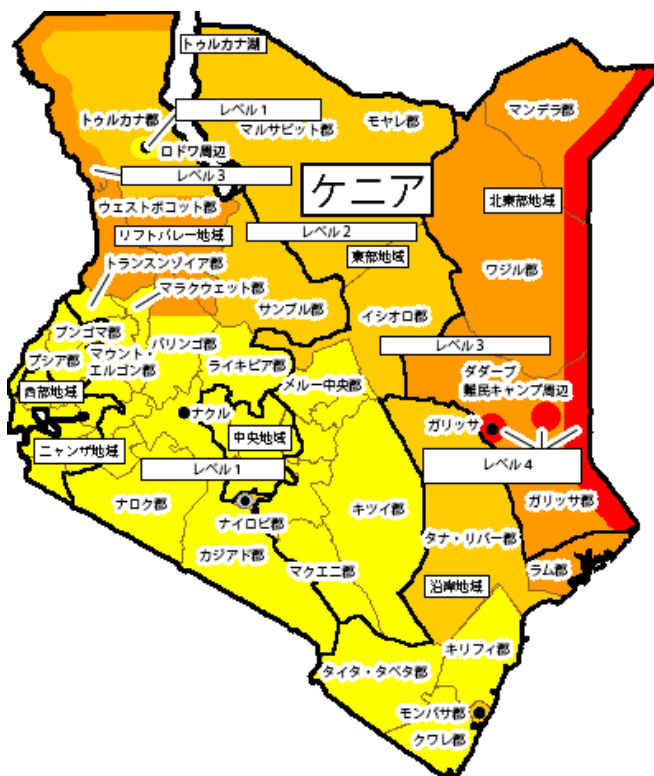 トゥルカナ湖
レベル1
マンデラ郡
トゥルカナ郡
マルサビット郡
モヤレ郡
ロドワ周辺
レベル3
ケニア
北東部地域
ウェストポコット郡
リフトバレー地域
レベル2
東部地域
トランスンゾイア郡
ワジル郡
マラクウェット郡
サンブル郡
イシオロ郡
ブンゴマ郡
バリンゴ郡
レベル3
ブシア郡
マウント・
エルゴン郡
ライキピア郡
ダダーブ
難民キャンプ周辺
メルー中央郡
西部地域
ナクル
ガリッサ
中央地域
ニャンザ地域
レベル1
レベル4
ナロク郡
キツイ郡
ガリッサ郡
ナイロビ郡
タナ・リバー郡
カジアド郡
マクエニ郡
ラム郡
沿岸地域
キリフィ郡
タイタ・タベタ郡
モンバサ郡
クワレ郡